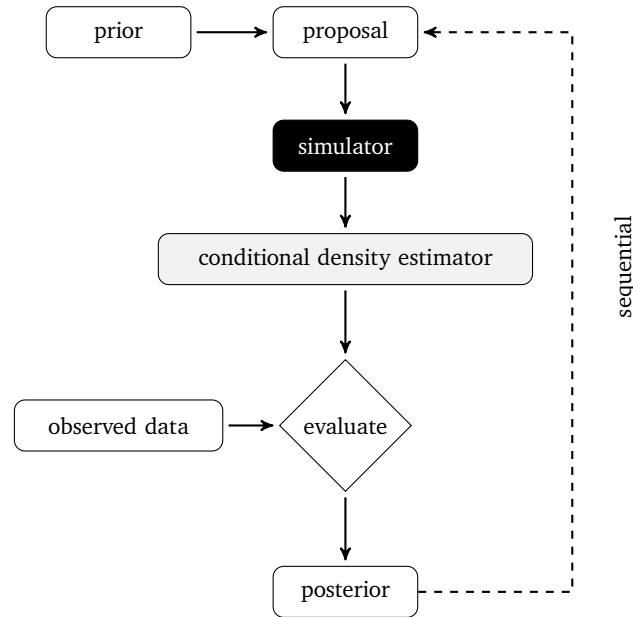 prior
proposal
simulator
conditional density estimator
sequential
observed data
evaluate
posterior